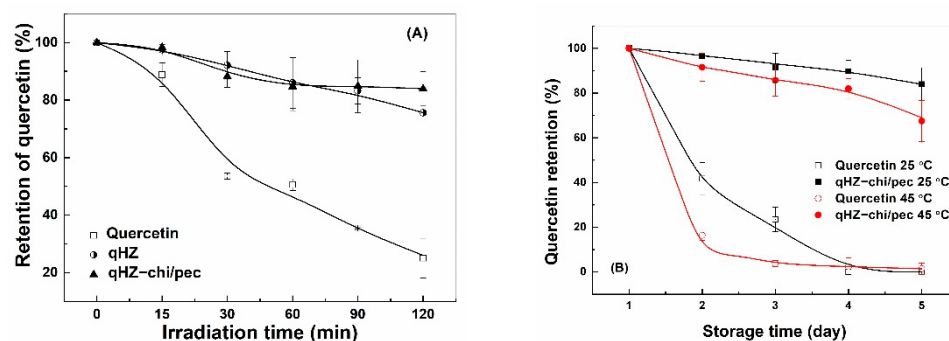 (A)
Retention of quercetin (%)
100
80
60
40
20
Quercetin
qHZ
qHZ−chi/pec
0 15 30 60 90 120
Irradiation time (min)
Quercetin retention (%)
100
80
60
40
20
0
Quercetin 25 °C
qHZ−chi/pec 25 °C
Quercetin 45 °C
qHZ−chi/pec 45 °C
(B)
1 2 3 4 5
Storage time (day)